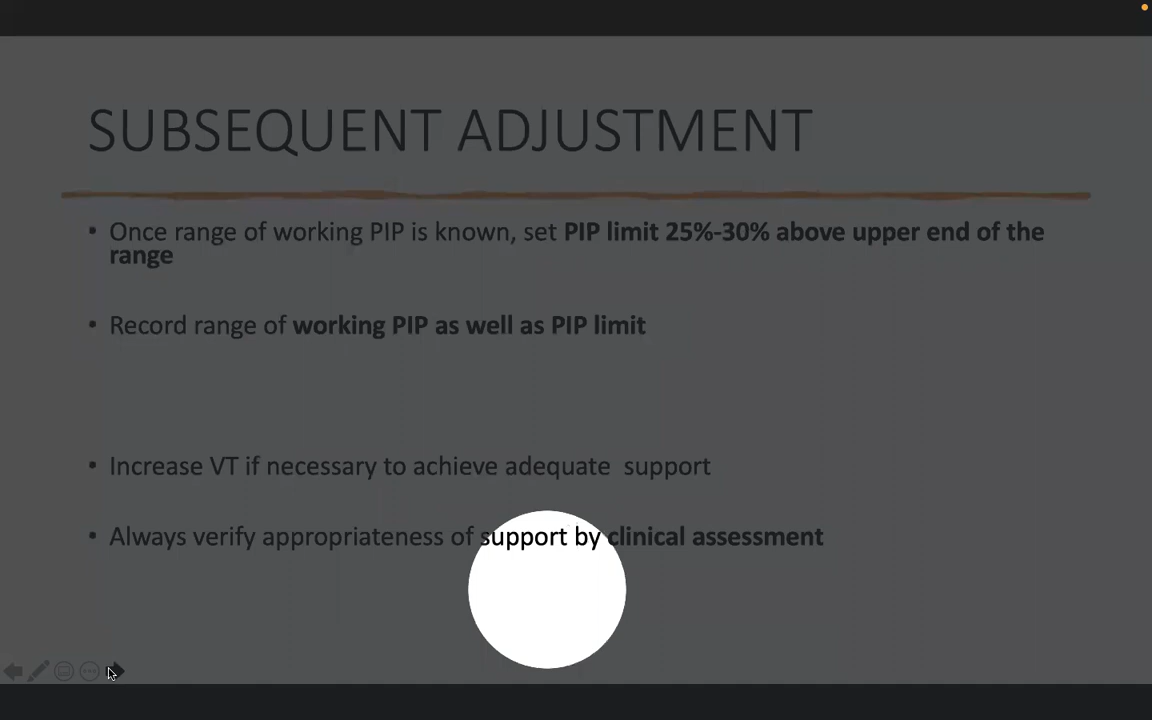 SUBSEQUENT ADJUSTMENT
• Once range of working PIP is known, set PIP limit 25%-30% above upper end of the
range
• Record range of working PIP as well as PIP limit
• Increase VT if necessary to achieve adequate  support
• Always verify appropriateness of support by clinical assessment